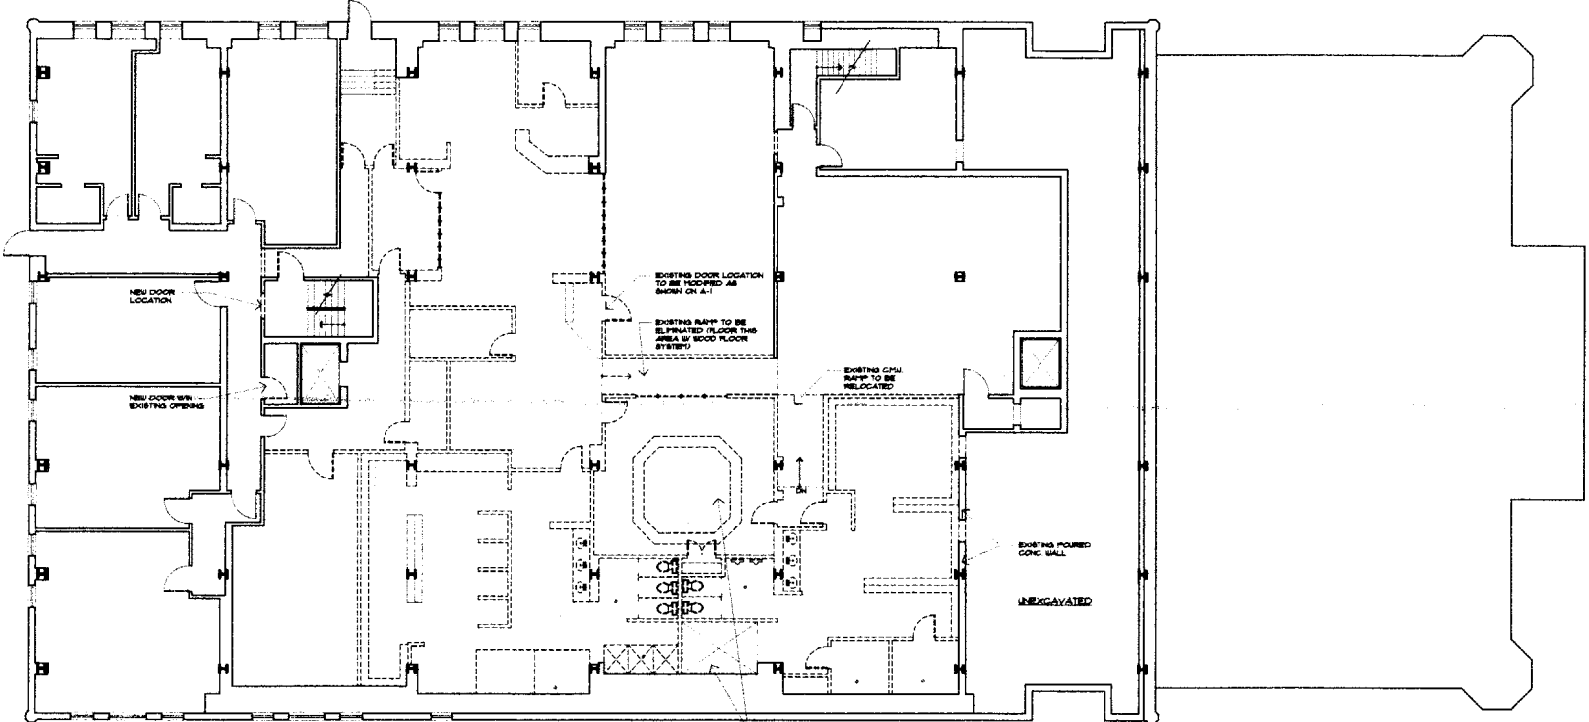 EXISTING DOOR LOCATION
TO BE MODIFIED AS
SHOWN ON A-1
NEW DOOR
LOCATION
EXISTING RAMP TO BE
ELIMINATED (FLOOR THIS
AREA W/ WOOD FLOOR
SYSTEM)
EXISTING C.M.U.
RAMP TO BE
RELOCATED
NEW DOOR W/IN
EXISTING OPENING
DN
EXISTING POURED
CONC. WALL
UNEXCAVATED